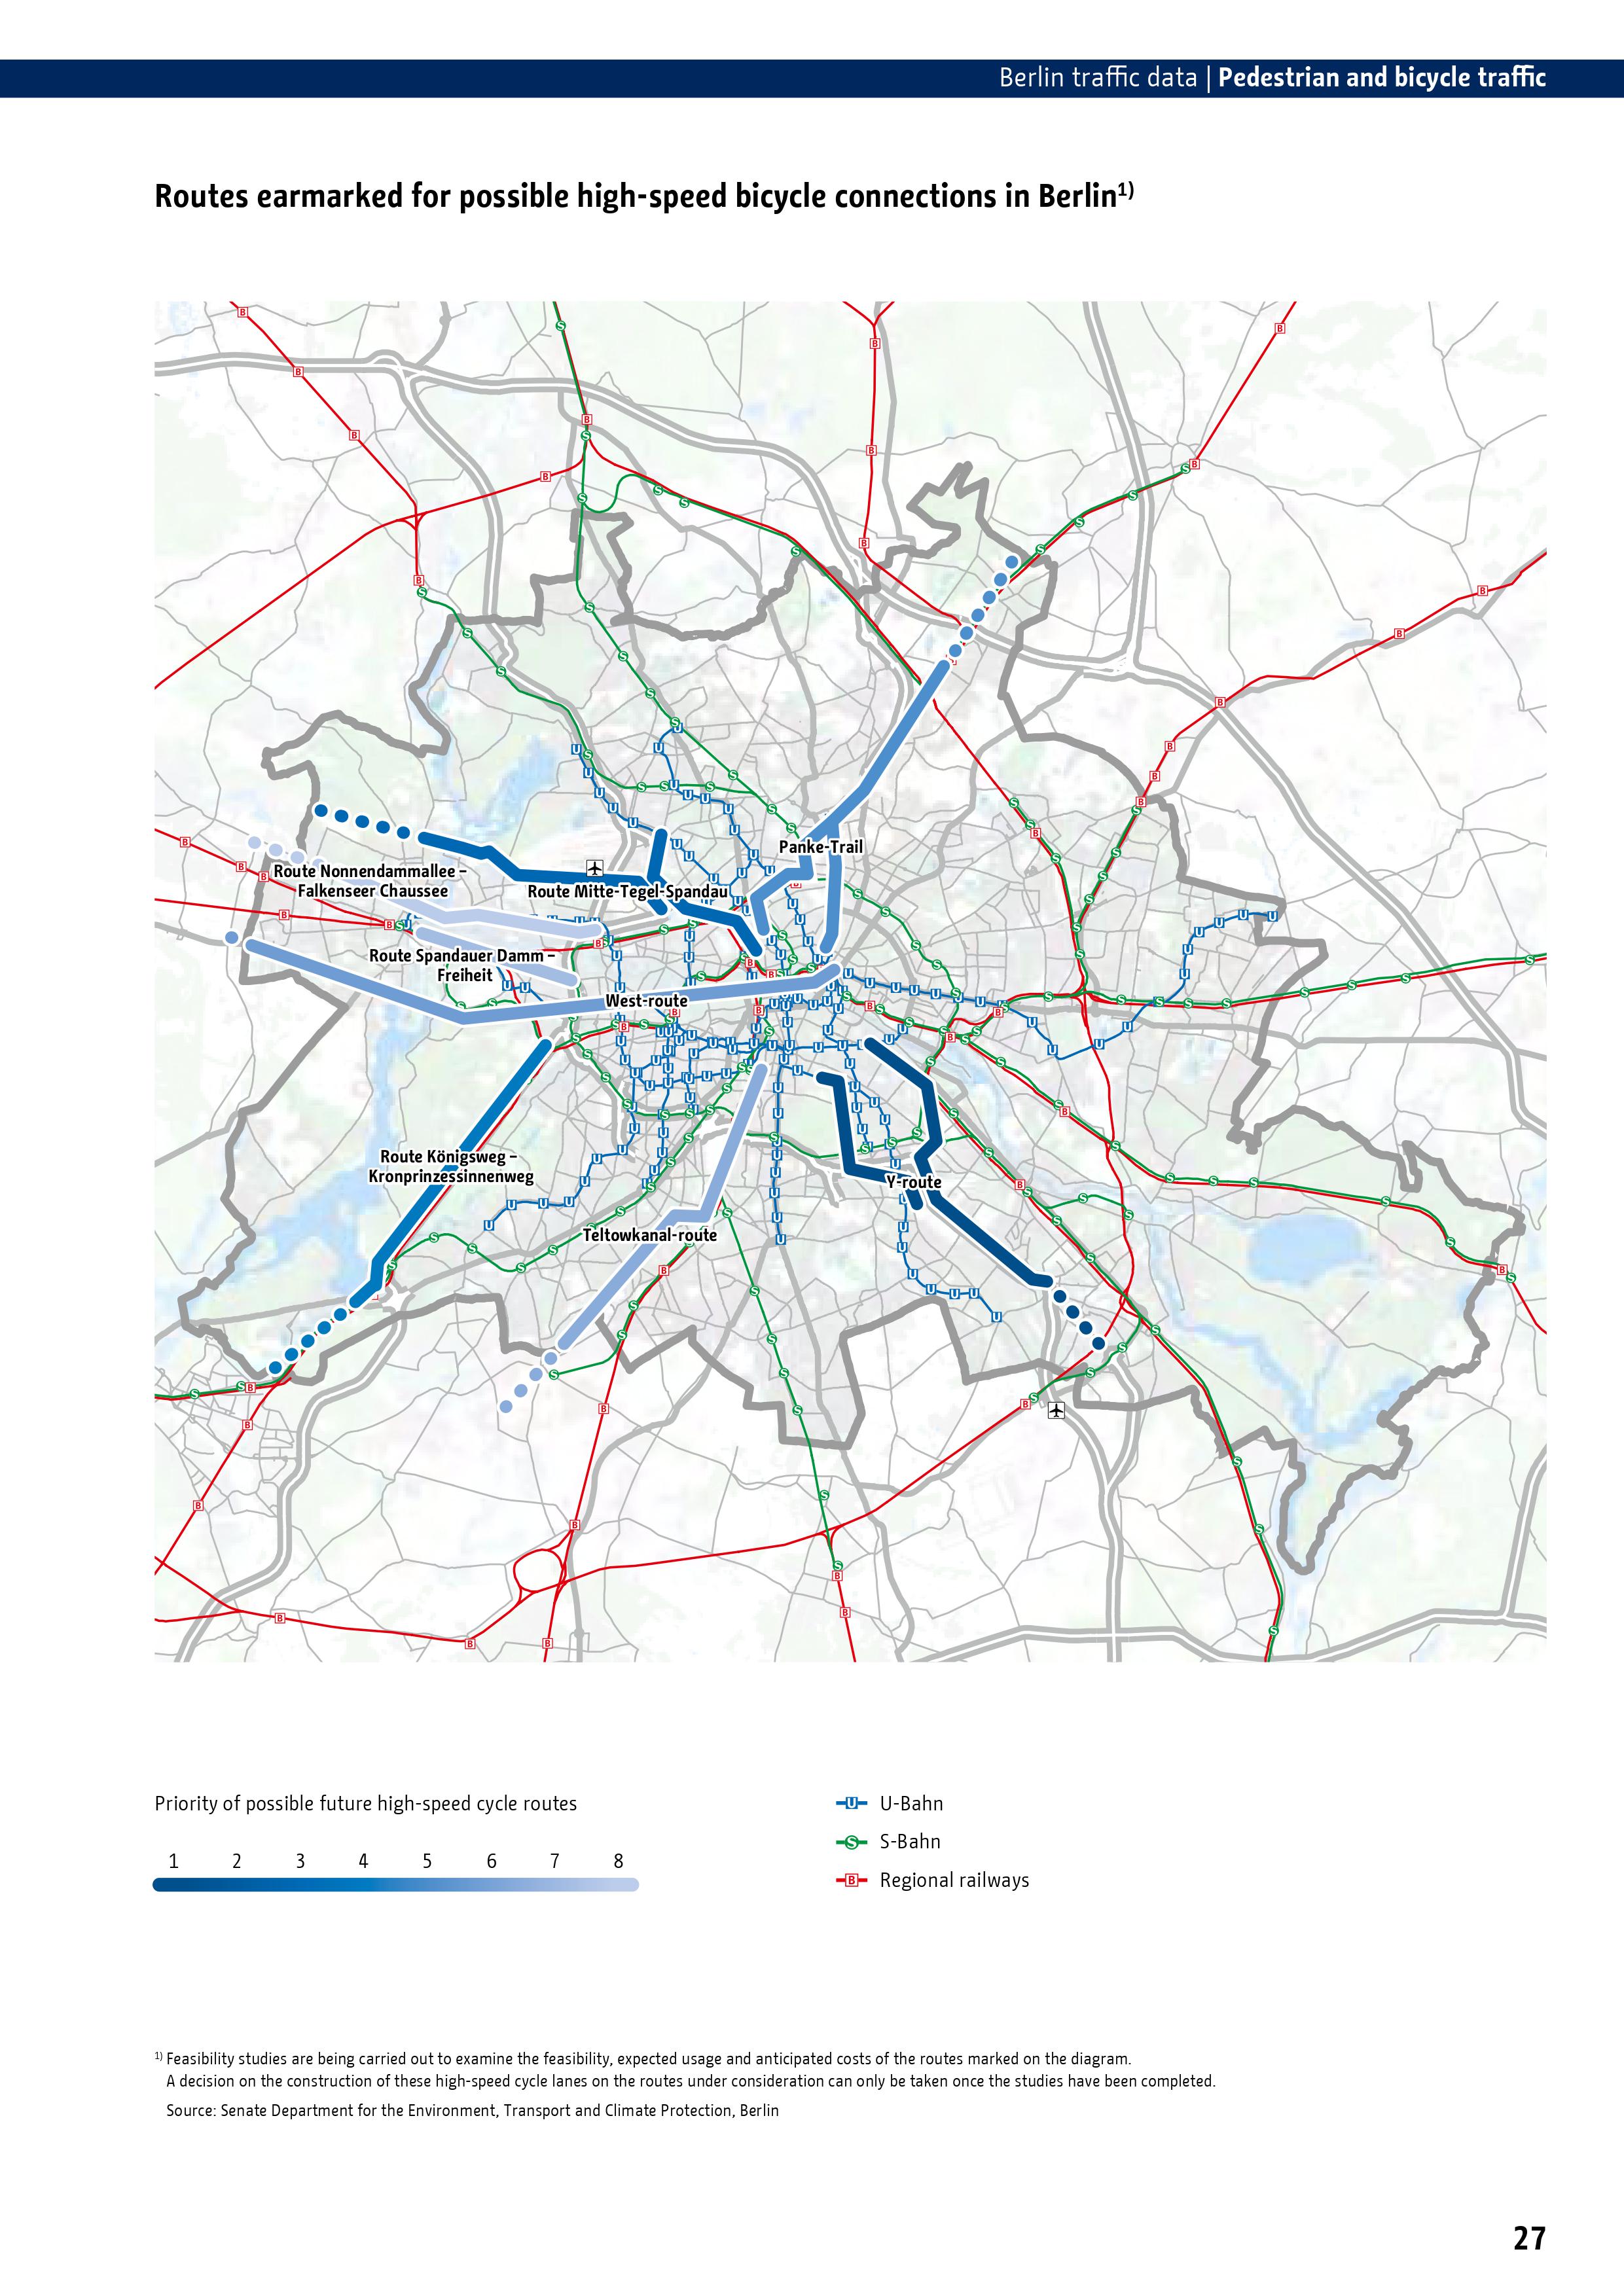 Berlin traffic data | Pedestrian and bicycle traffic
Routes earmarked for possible high-speed bicycle connections in Berlin1)
Panke-Trail
Route Nonnendammallee –
Falkenseer Chaussee
Route Mitte-Tegel-Spandau
Route Spandauer Damm –
Freiheit
West-route
Route Königsweg –
Kronprinzessinnenweg
Y-route
Teltowkanal-route
Priority of possible future high-speed cycle routes
1 2 3 4 5 6 7 8
U U-Bahn
S S-Bahn
B Regional railways
1) Feasibility studies are being carried out to examine the feasibility, expected usage and anticipated costs of the routes marked on the diagram.
A decision on the construction of these high-speed cycle lanes on the routes under consideration can only be taken once the studies have been completed.
Source: Senate Department for the Environment, Transport and Climate Protection, Berlin
27